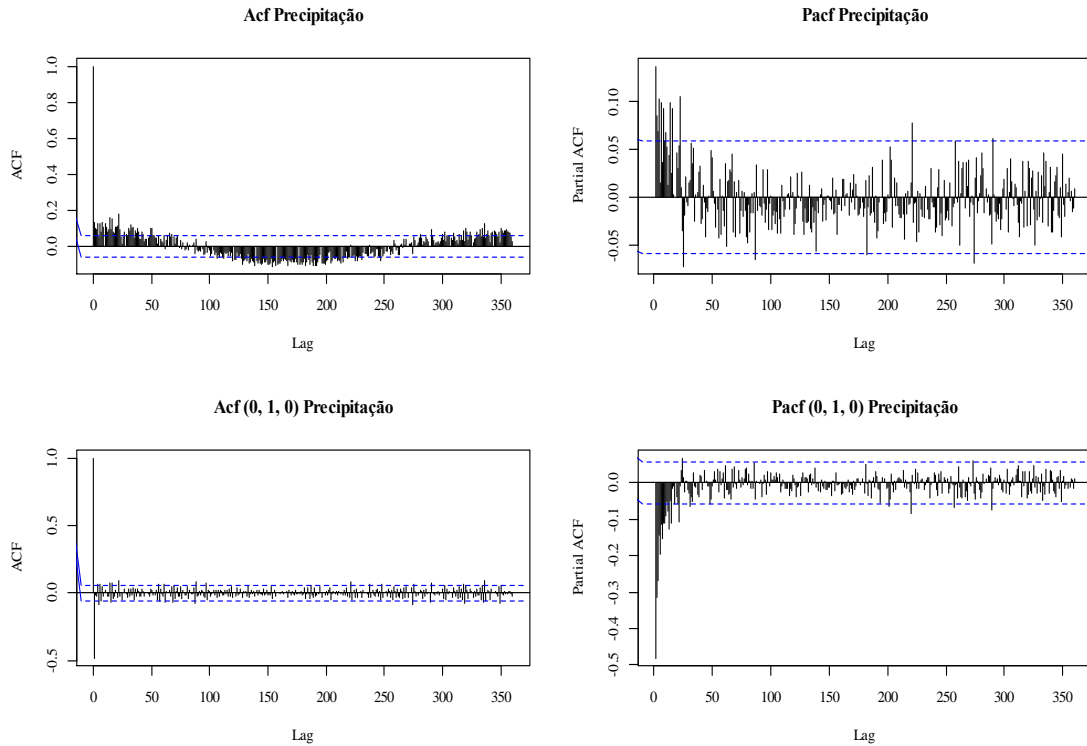 Acf Precipitação
ACF
0.0 0.2 0.4 0.6 0.8 1.0
0 50 100 150 200 250 300 350
Lag
Pacf Precipitação
Partial ACF
-0.05 0.00 0.05 0.10
0 50 100 150 200 250 300 350
Lag
Acf (0, 1, 0) Precipitação
ACF
-0.5 0.0 0.5 1.0
0 50 100 150 200 250 300 350
Lag
Pacf (0, 1, 0) Precipitação
Partial ACF
-0.5 -0.4 -0.3 -0.2 -0.1 0.0
0 50 100 150 200 250 300 350
Lag